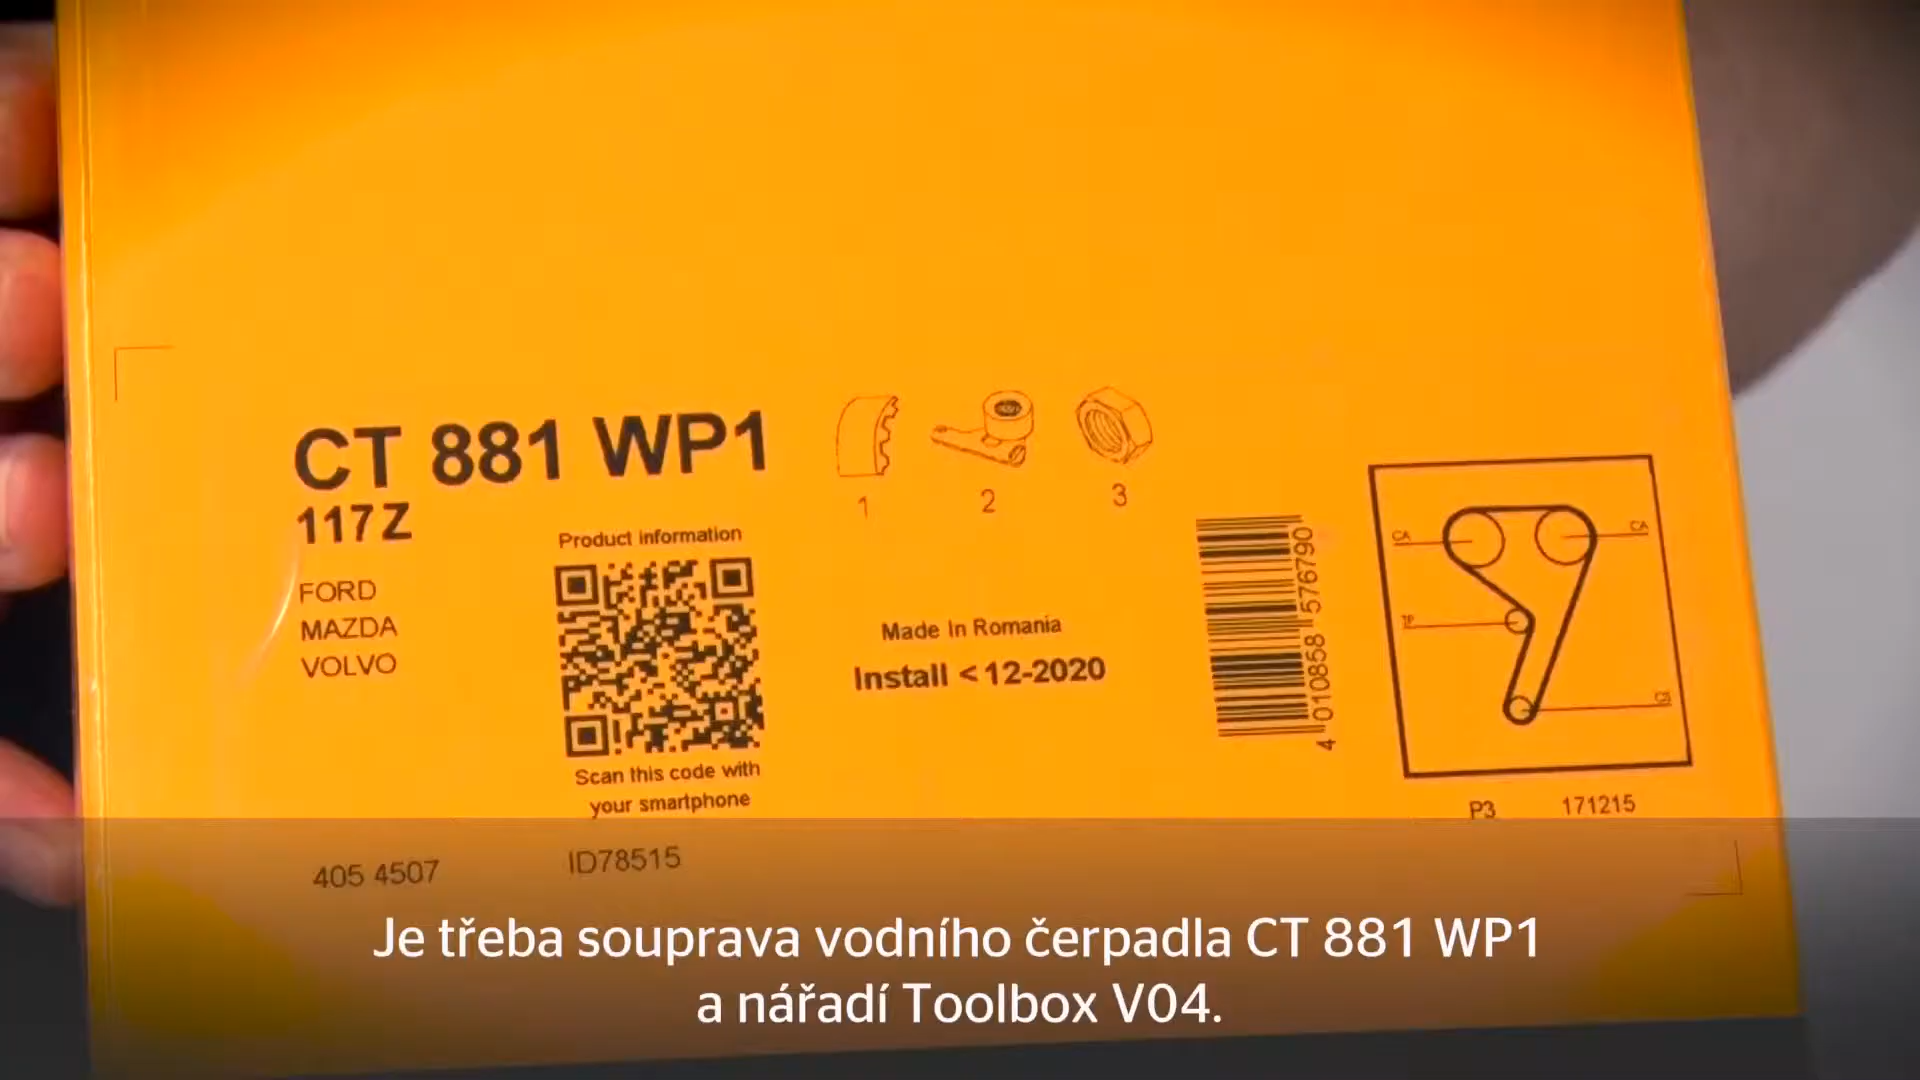 CT 881 WP1
117Z
FORD
MAZDA
VOLVO
Product information
Scan this code with
your smartphone
1
2
3
Made In Romania
Install < 12-2020
4 010858 576790
CA
CA
TP
CS
P3
171215
405 4507
ID78515
Je třeba souprava vodního čerpadla CT 881 WP1
a nářadí Toolbox V04.